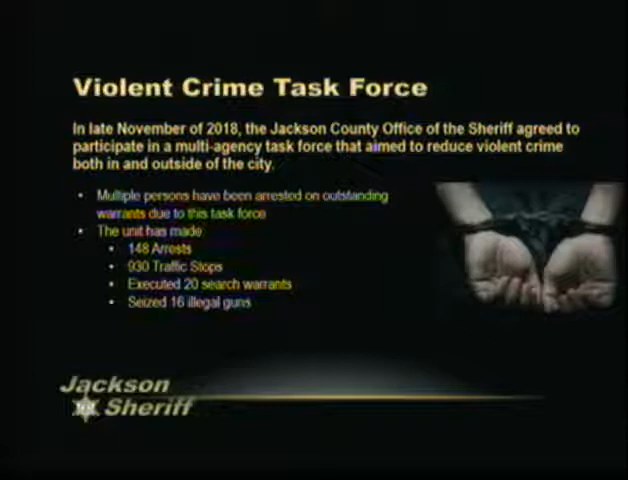 Violent Crime Task Force
In late November of 2018, the Jackson County Office of the Sheriff agreed to
participate in a multi-agency task force that aimed to reduce violent crime
both in and outside of the city.
• Multiple persons have been arrested on outstanding
warrants due to this task force
• The unit has made
• 148 Arrests
• 930 Traffic Stops
• Executed 20 search warrants
• Seized 16 illegal guns
Jackson
Sheriff